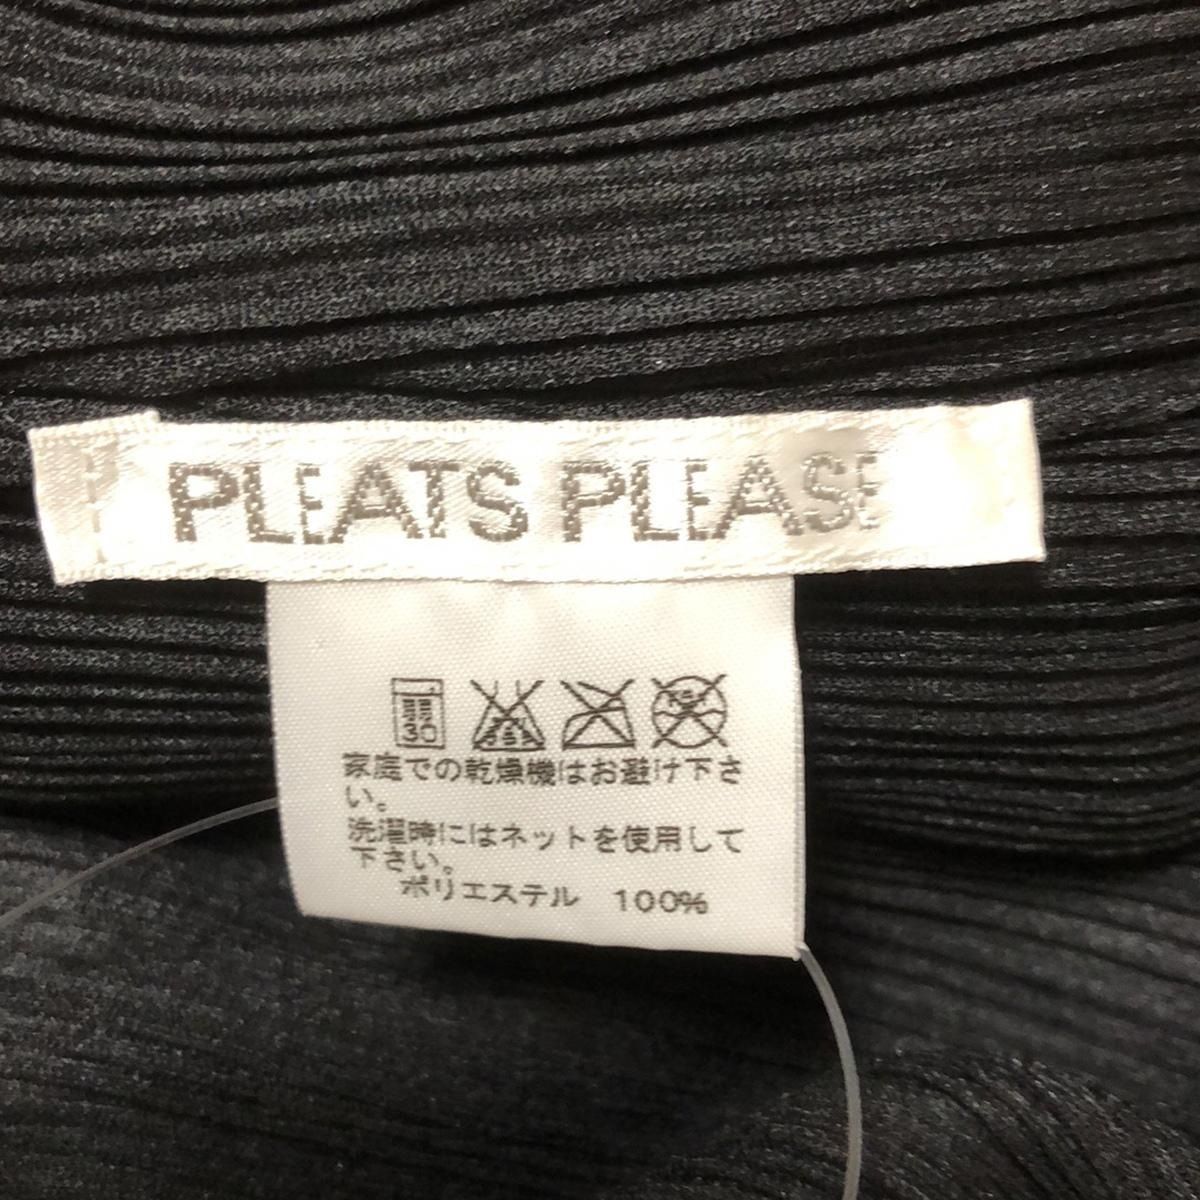 PLEATS PLEASE
30
家庭での乾燥機はお避け下さ
い。
洗濯時にはネットを使用して
下さい。
ポリエステル 100%